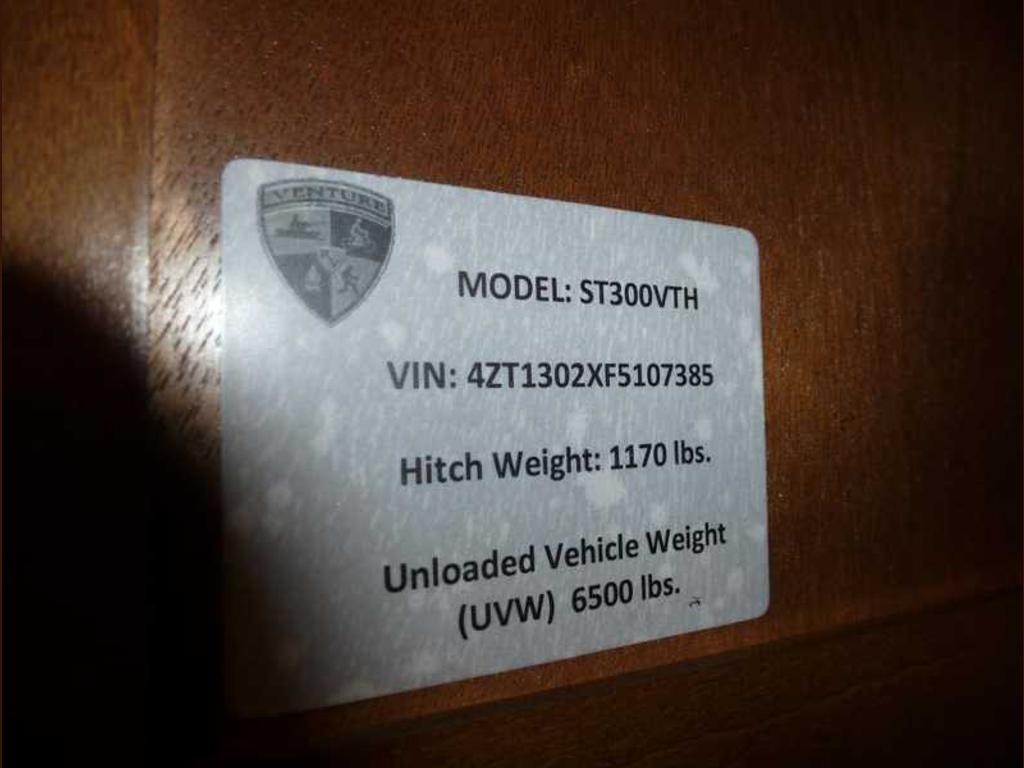 VENTURE
MODEL: ST300VTH
VIN: 4ZT1302XF5107385
Hitch Weight: 1170 lbs.
Unloaded Vehicle Weight
(UVW) 6500 lbs.